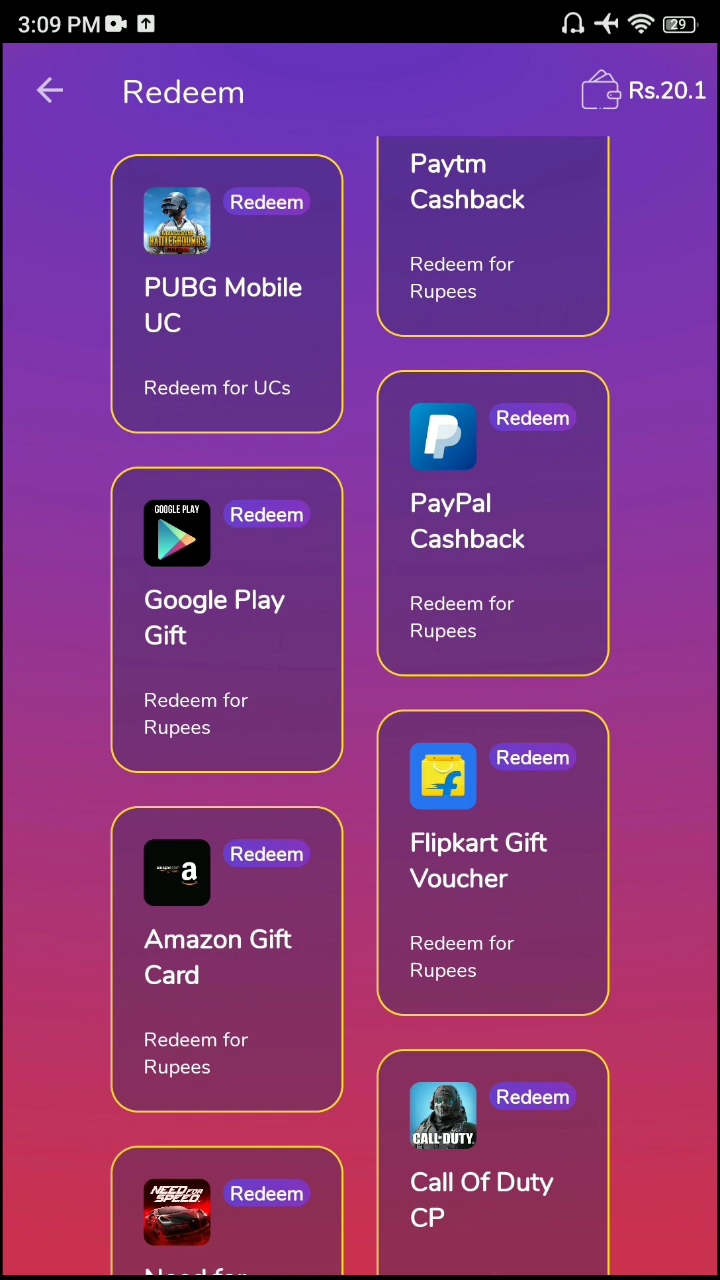 3:09 PM
29
Redeem
Rs.20.1
Redeem
PUBG Mobile
UC
Redeem for UCs
Paytm
Cashback
Redeem for
Rupees
Redeem
PayPal
Cashback
Redeem for
Rupees
GOOGLE PLAY
Redeem
Google Play
Gift
Redeem for
Rupees
Redeem
Flipkart Gift
Voucher
Redeem for
Rupees
a
Redeem
Amazon Gift
Card
Redeem for
Rupees
CALL OF DUTY
Redeem
Call Of Duty
CP
NEED FOR
SPEED
Redeem
Need for